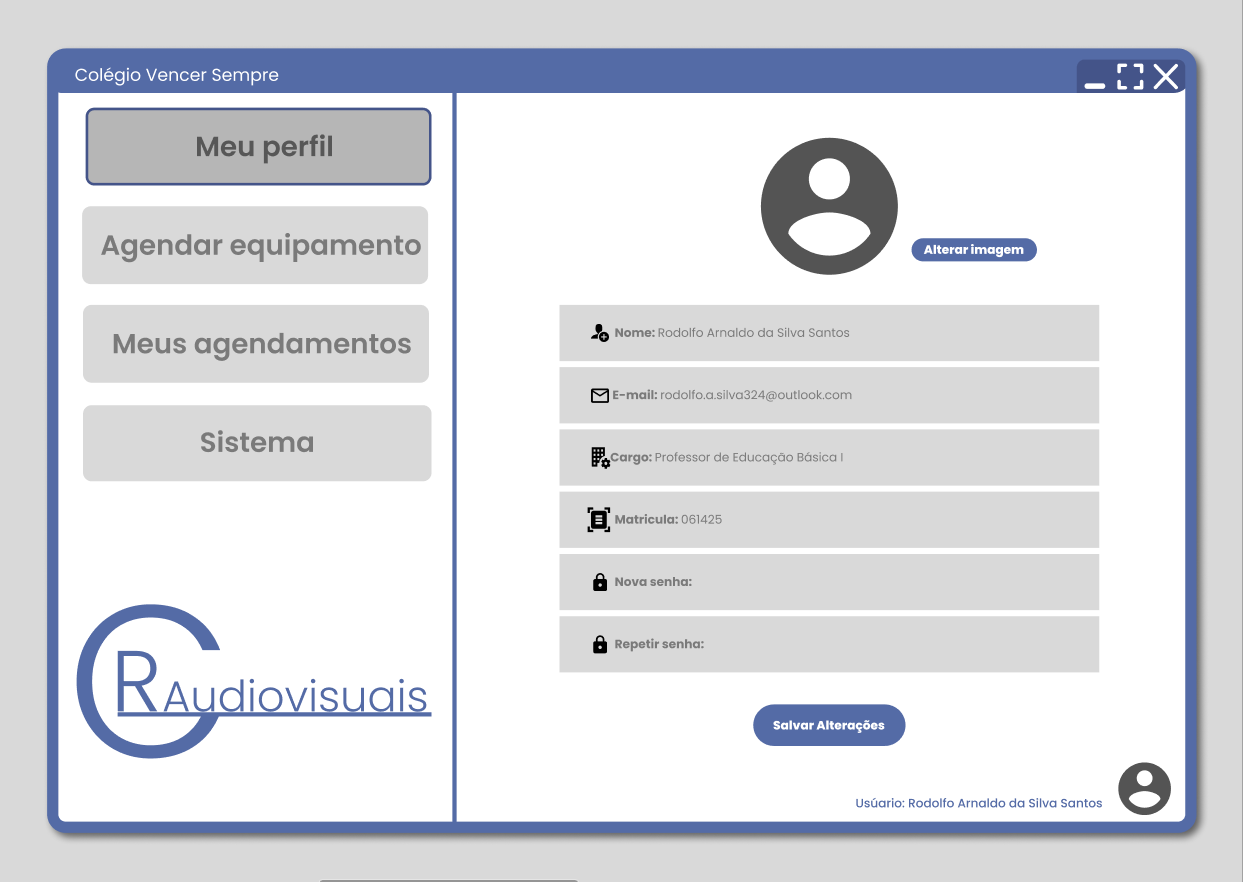 Colégio Vencer Sempre
Meu perfil
Agendar equipamento
Meus agendamentos
Sistema
CR Audiovisuais
Alterar imagem
Nome: Rodolfo Arnaldo da Silva Santos
E-mail: rodolfo.a.silva324@outlook.com
Cargo: Professor de Educação Básica I
Matricula: 061425
Nova senha:
Repetir senha:
Salvar Alterações
Usúario: Rodolfo Arnaldo da Silva Santos